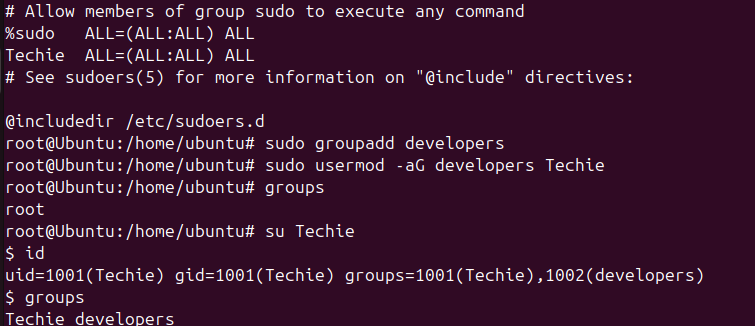 # Allow members of group sudo to execute any command
%sudo   ALL=(ALL:ALL) ALL
Techie  ALL=(ALL:ALL) ALL
# See sudoers(5) for more information on "@include" directives:

@includedir /etc/sudoers.d
root@Ubuntu:/home/ubuntu# sudo groupadd developers
root@Ubuntu:/home/ubuntu# sudo usermod -aG developers Techie
root@Ubuntu:/home/ubuntu# groups
root
root@Ubuntu:/home/ubuntu# su Techie
$ id
uid=1001(Techie) gid=1001(Techie) groups=1001(Techie),1002(developers)
$ groups
Techie developers